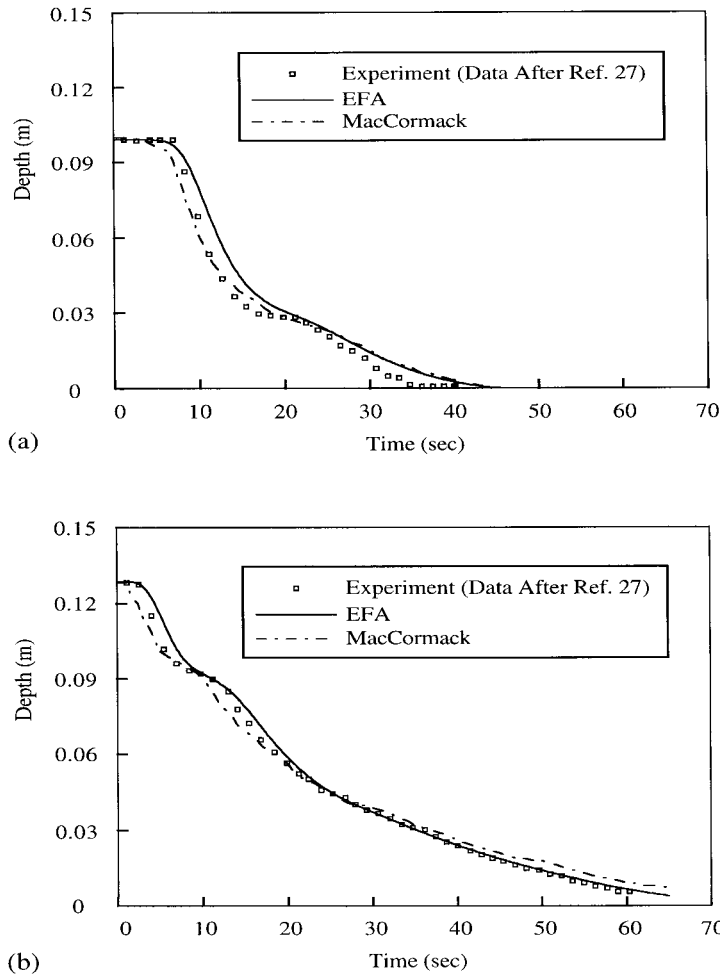 0.15
Experiment (Data After Ref. 27)
EFA
MacCormack
0.12
0.09
0.06
0.03
0
Depth (m)
0 10 20 30 40 50 60 70
Time (sec)
(a)
0.15
Experiment (Data After Ref. 27)
EFA
MacCormack
0.12
0.09
0.06
0.03
0
Depth (m)
0 10 20 30 40 50 60 70
Time (sec)
(b)